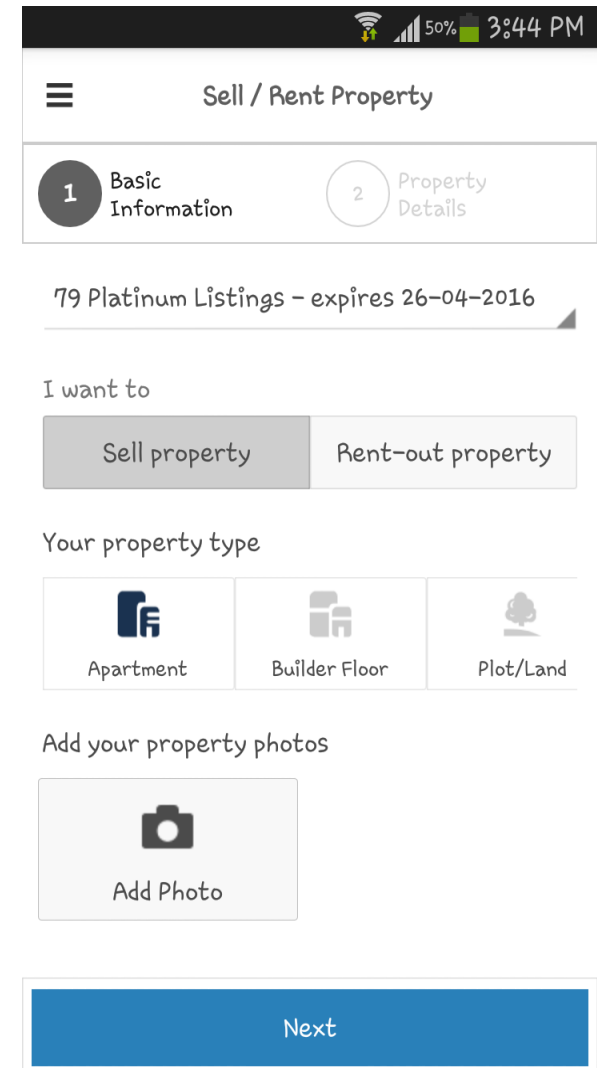 50% 3:44 PM
Sell / Rent Property
1 Basic Information
2 Property Details
79 Platinum Listings - expires 26-04-2016
I want to
Sell property Rent-out property
Your property type
Apartment Builder Floor Plot/Land
Add your property photos
Add Photo
Next